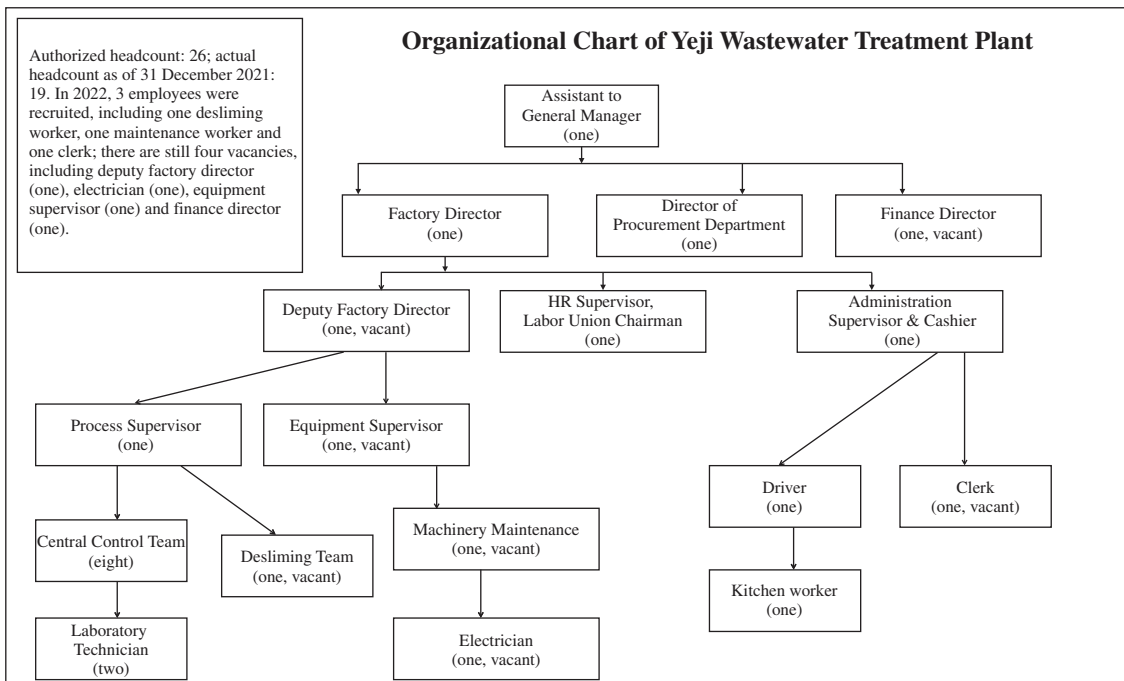 Organizational Chart of Yeji Wastewater Treatment Plant
Authorized headcount: 26; actual
headcount as of 31 December 2021:
19. In 2022, 3 employees were
recruited, including one desliming
worker, one maintenance worker and
one clerk; there are still four vacancies,
including deputy factory director
(one), electrician (one), equipment
supervisor (one) and finance director
(one).
Assistant to
General Manager
(one)
Factory Director
(one)
Director of
Procurement Department
(one)
Finance Director
(one, vacant)
Deputy Factory Director
(one, vacant)
HR Supervisor,
Labor Union Chairman
(one)
Administration
Supervisor & Cashier
(one)
Process Supervisor
(one)
Equipment Supervisor
(one, vacant)
Driver
(one)
Clerk
(one, vacant)
Central Control Team
(eight)
Desliming Team
(one, vacant)
Machinery Maintenance
(one, vacant)
Kitchen worker
(one)
Laboratory
Technician
(two)
Electrician
(one, vacant)